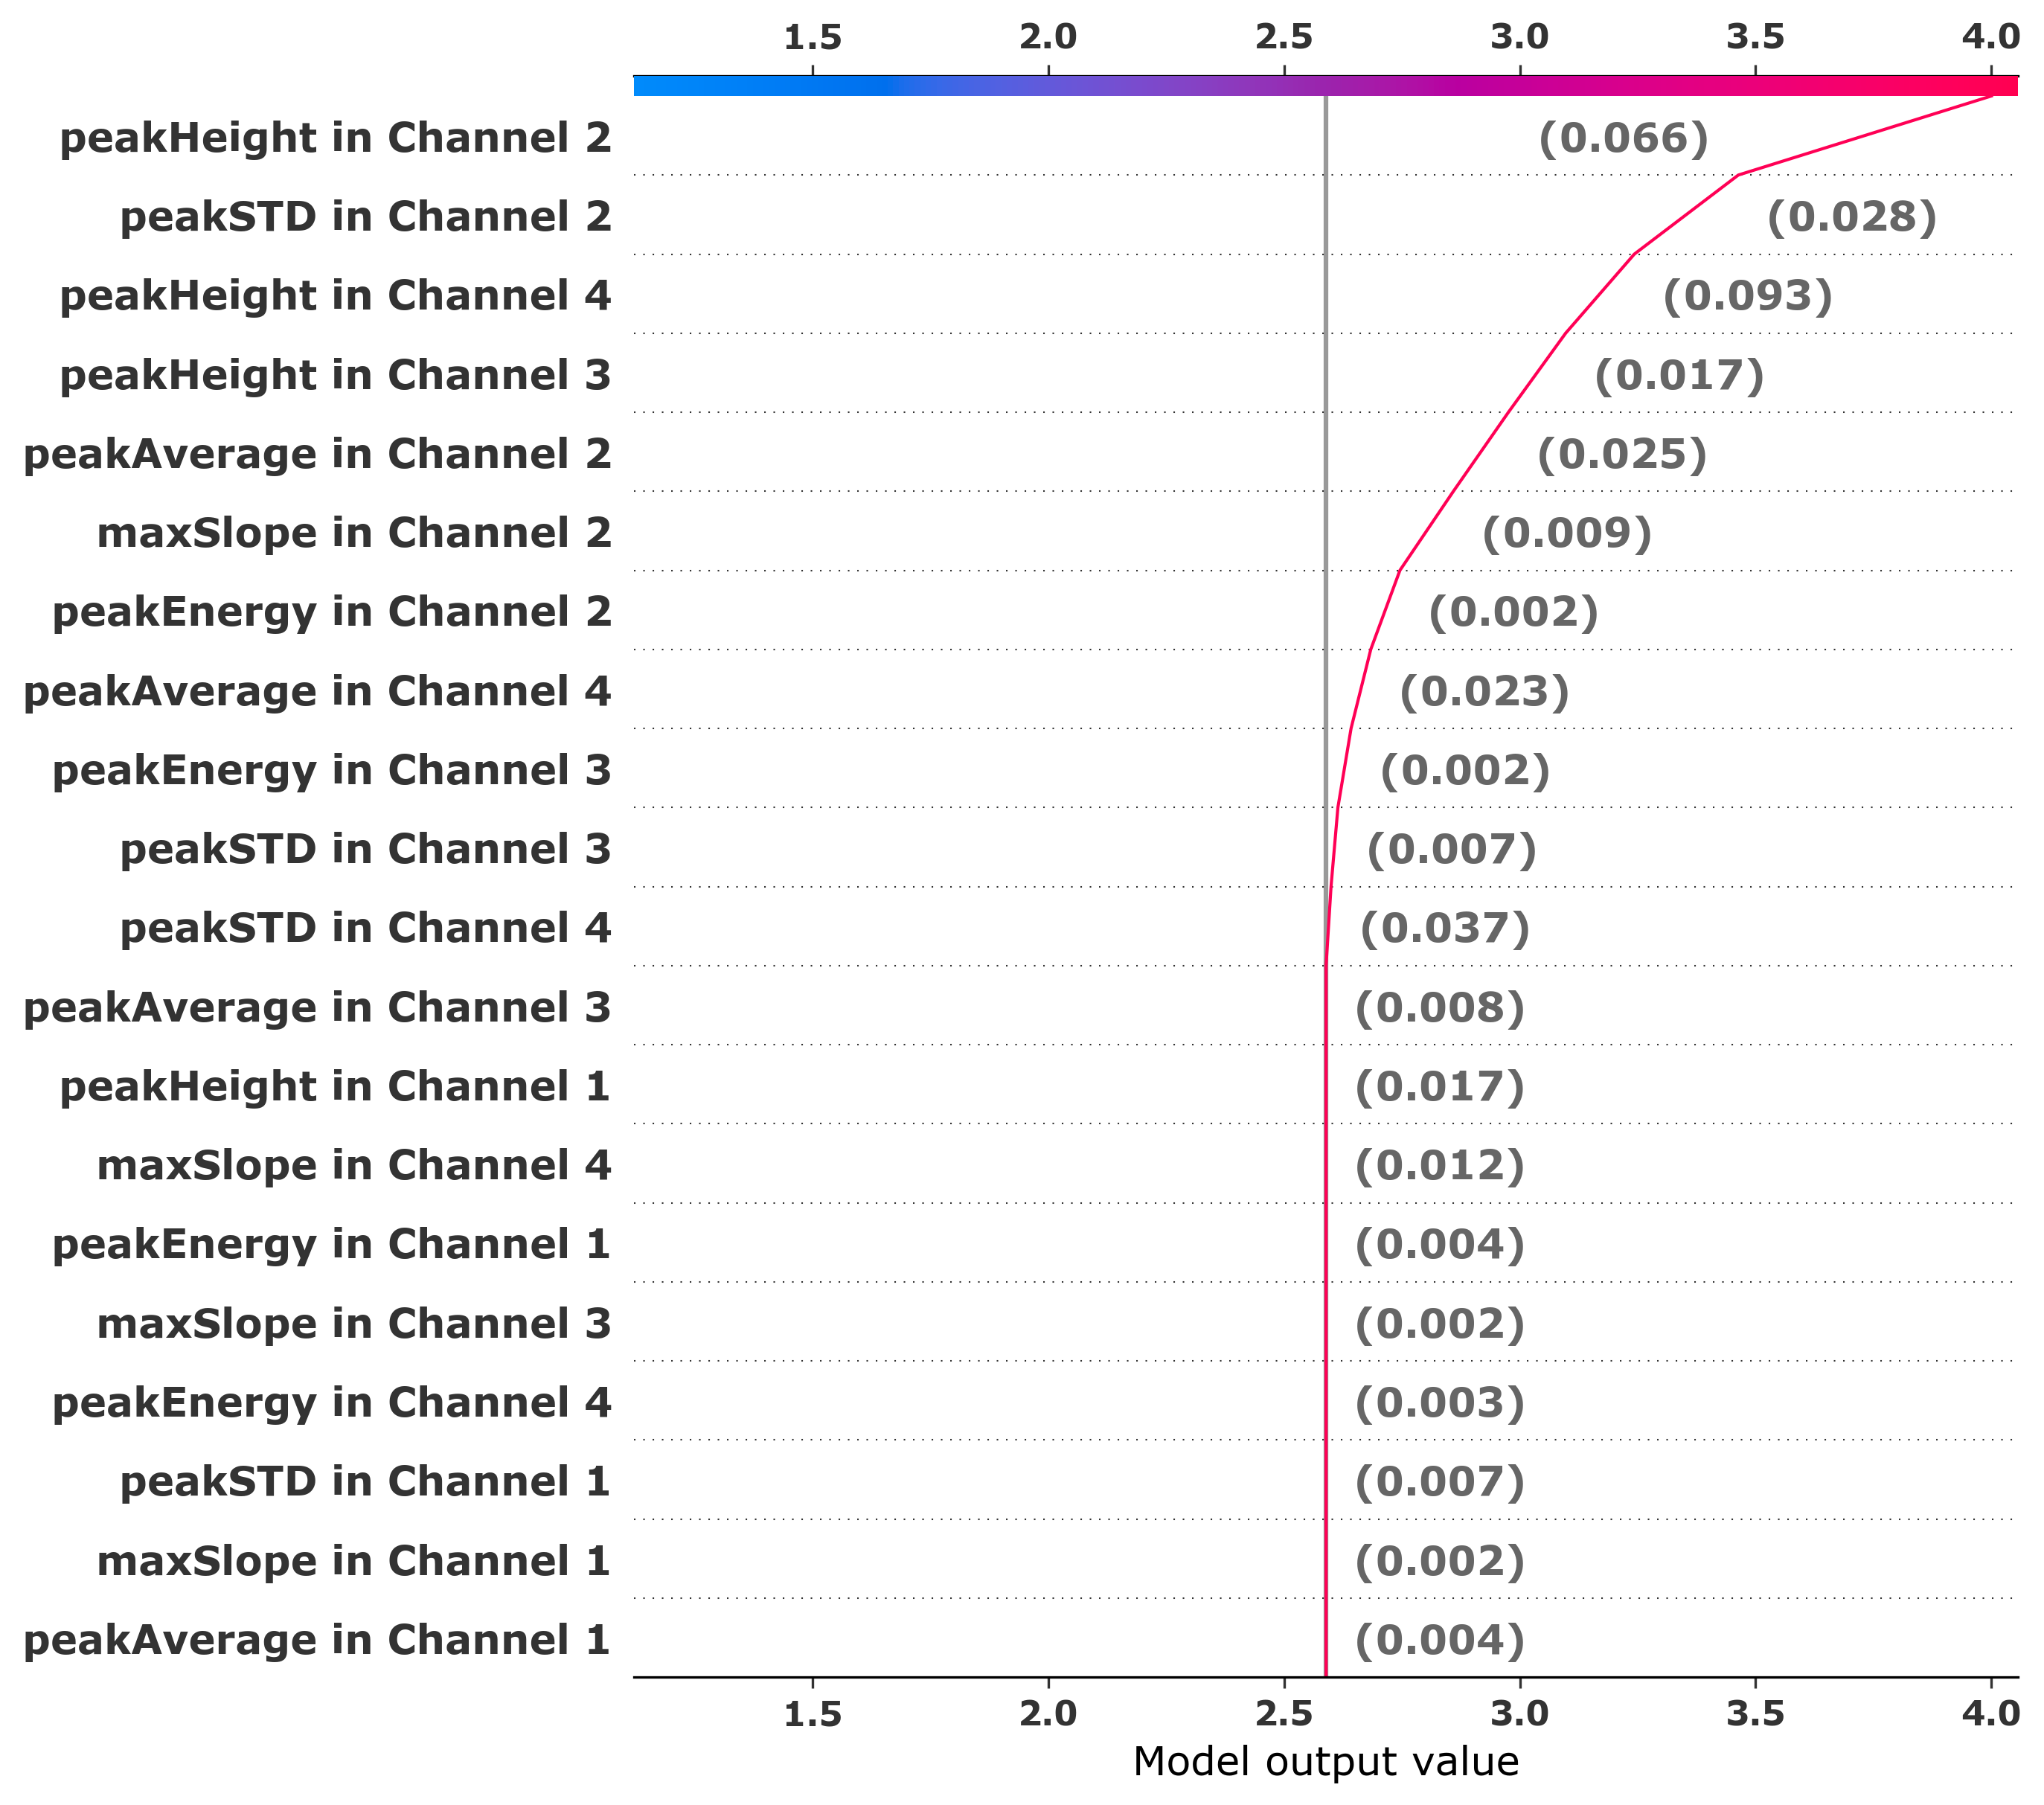 1.5 2.0 2.5 3.0 3.5 4.0
peakHeight in Channel 2 (0.066)
peakSTD in Channel 2 (0.028)
peakHeight in Channel 4 (0.093)
peakHeight in Channel 3 (0.017)
peakAverage in Channel 2 (0.025)
maxSlope in Channel 2 (0.009)
peakEnergy in Channel 2 (0.002)
peakAverage in Channel 4 (0.023)
peakEnergy in Channel 3 (0.002)
peakSTD in Channel 3 (0.007)
peakSTD in Channel 4 (0.037)
peakAverage in Channel 3 (0.008)
peakHeight in Channel 1 (0.017)
maxSlope in Channel 4 (0.012)
peakEnergy in Channel 1 (0.004)
maxSlope in Channel 3 (0.002)
peakEnergy in Channel 4 (0.003)
peakSTD in Channel 1 (0.007)
maxSlope in Channel 1 (0.002)
peakAverage in Channel 1 (0.004)
1.5 2.0 2.5 3.0 3.5 4.0
Model output value